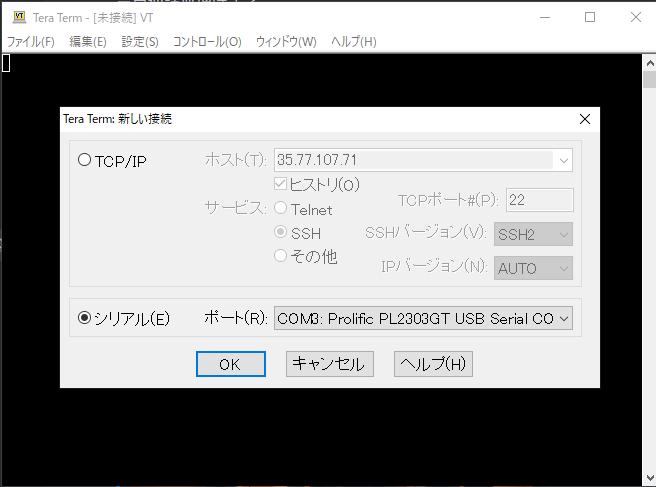 Tera Term - [未接続] VT
ファイル(F) 編集(E) 設定(S) コントロール(O) ウィンドウ(W) ヘルプ(H)
Tera Term: 新しい接続
TCP/IP
ホスト(T): 35.77.107.71
ヒストリ(O)
サービス: Telnet
TCPポート#(P): 22
SSH
SSHバージョン(V): SSH2
その他
IPバージョン(N): AUTO
シリアル(E) ポート(R): COM3: Prolific PL2303GT USB Serial CO
OK キャンセル ヘルプ(H)